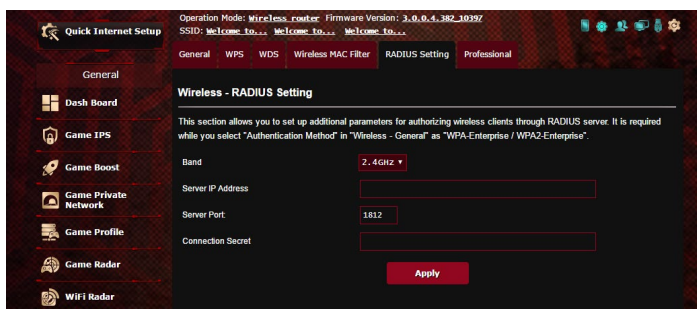 Quick Internet Setup
Operation Mode: Wireless router Firmware Version: 3.0.0.4.382_10397
SSID: Welcome to... Welcome to... Welcome to...
General WPS WDS Wireless MAC Filter RADIUS Setting Professional
General
Dash Board
Game IPS
Game Boost
Game Private
Network
Game Profile
Game Radar
WiFi Radar
Wireless - RADIUS Setting
This section allows you to set up additional parameters for authorizing wireless clients through RADIUS server. It is required
while you select "Authentication Method" in "Wireless - General" as "WPA-Enterprise / WPA2-Enterprise".
Band 2.4GHz
Server IP Address
Server Port: 1812
Connection Secret
Apply